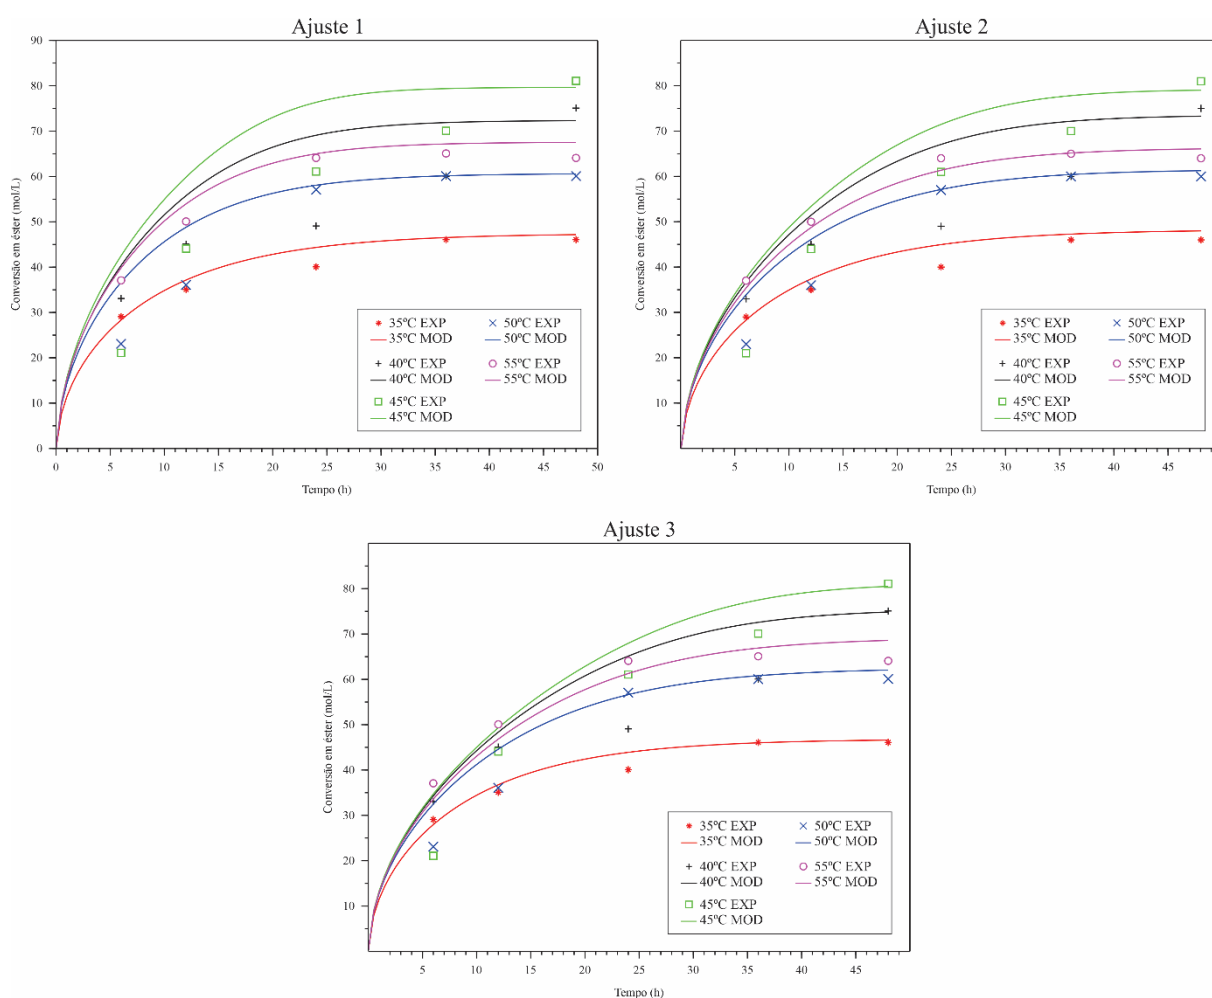 Ajuste 1
90
80
70
60
50
40
30
20
10
0
Conversão em éster (mol/L)
0 5 10 15 20 25 30 35 40 45 50
Tempo (h)
35ºC EXP 50ºC EXP
35ºC MOD 50ºC MOD
40ºC EXP 55ºC EXP
40ºC MOD 55ºC MOD
45ºC EXP
45ºC MOD
Ajuste 2
80
70
60
50
40
30
20
10
Conversão em éster (mol/L)
5 10 15 20 25 30 35 40 45
Tempo (h)
35ºC EXP 50ºC EXP
35ºC MOD 50ºC MOD
40ºC EXP 55ºC EXP
40ºC MOD 55ºC MOD
45ºC EXP
45ºC MOD
Ajuste 3
80
70
60
50
40
30
20
10
Conversão em éster (mol/L)
5 10 15 20 25 30 35 40 45
Tempo (h)
35ºC EXP 50ºC EXP
35ºC MOD 50ºC MOD
40ºC EXP 55ºC EXP
40ºC MOD 55ºC MOD
45ºC EXP
45ºC MOD